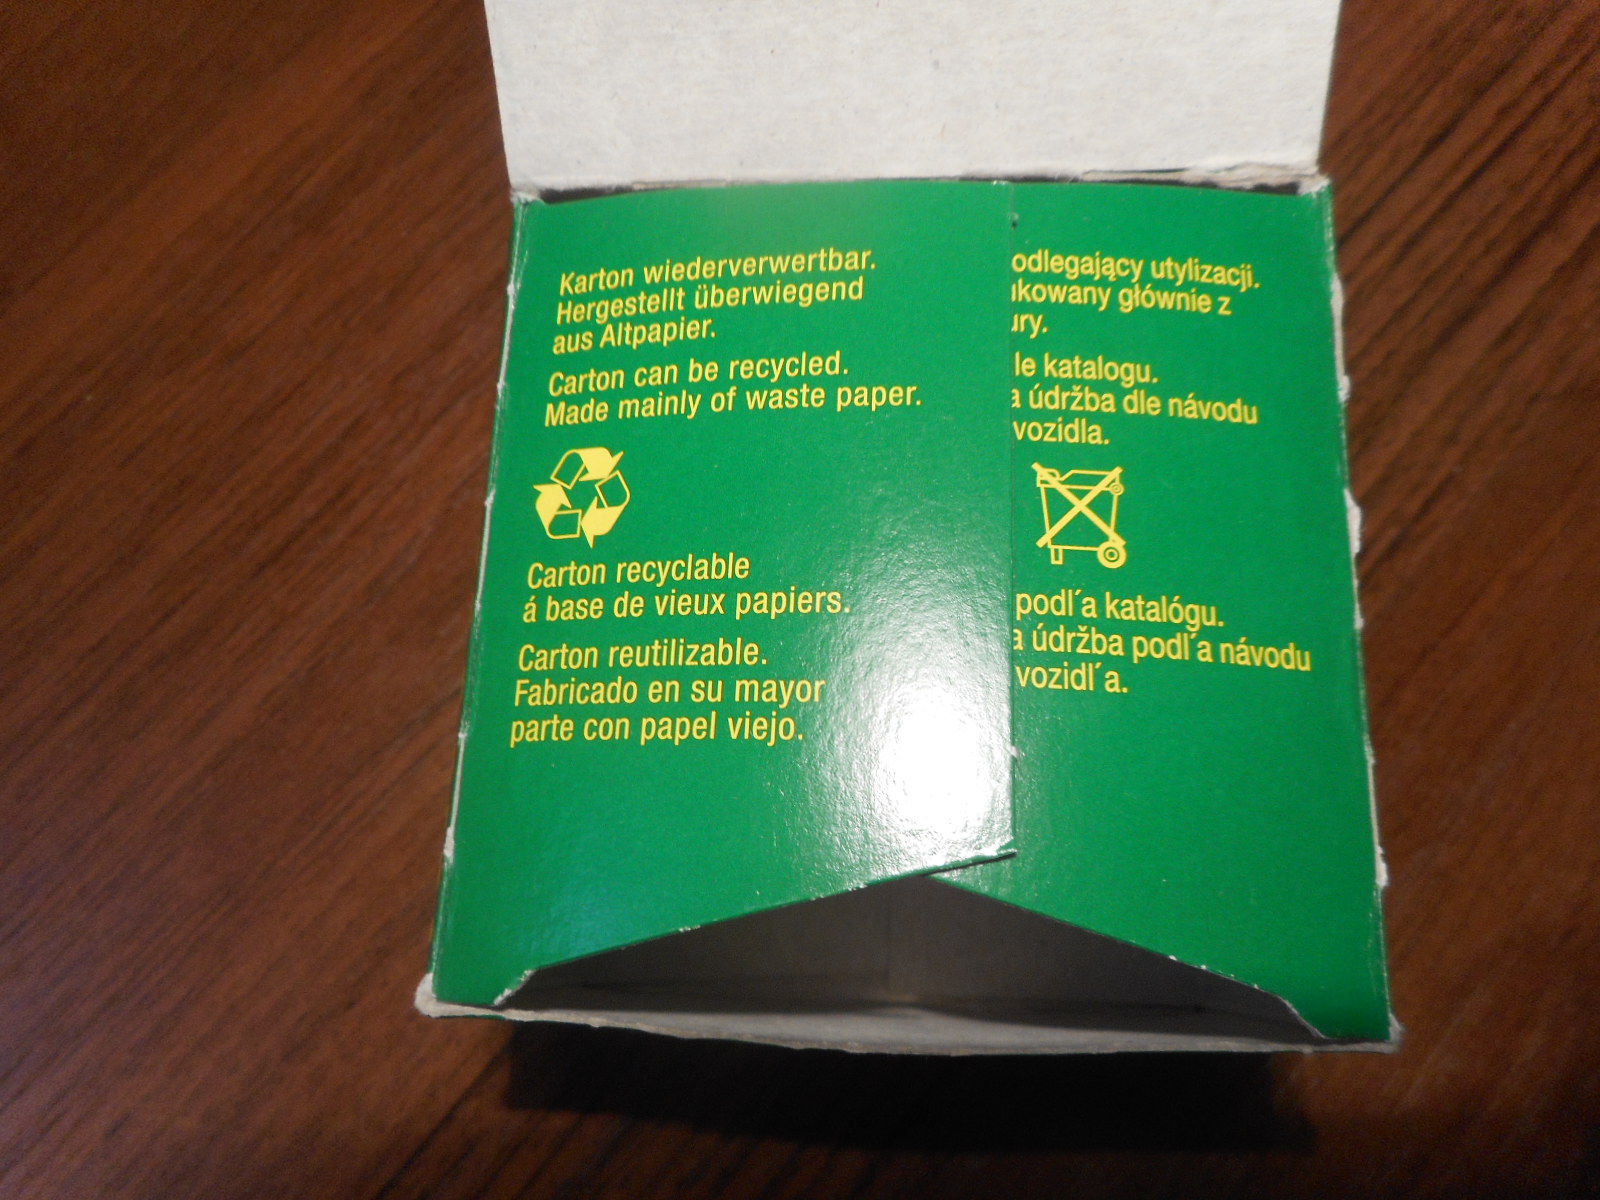 Karton wiederverwertbar.
Hergestellt überwiegend
aus Altpapier.
Carton can be recycled.
Made mainly of waste paper.
Carton recyclable
á base de vieux papiers.
Carton reutilizable.
Fabricado en su mayor
parte con papel viejo.
odlegający utylizacji.
kowany głównie z
ury.
le katalogu.
a údržba dle návodu
vozidla.
podl´a katalógu.
a údržba podl´a návodu
vozidl´a.